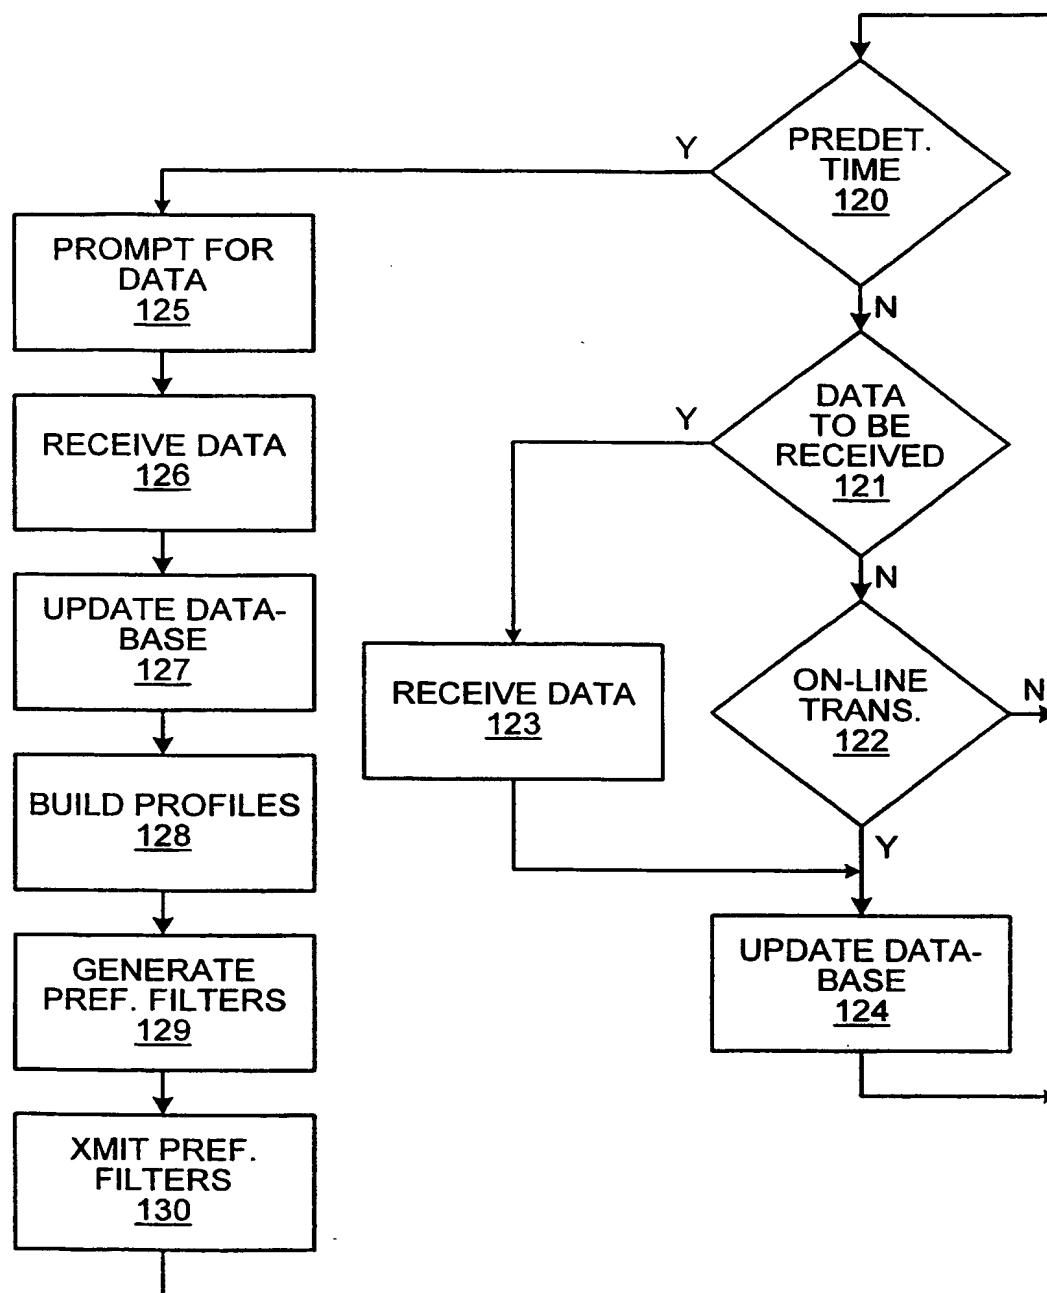 PREDET.
TIME
120
Y
N
PROMPT FOR
DATA
125
DATA
TO BE
RECEIVED
121
Y
N
RECEIVE DATA
126
UPDATE DATA-
BASE
127
RECEIVE DATA
123
ON-LINE
TRANS.
122
N
Y
BUILD PROFILES
128
GENERATE
PREF. FILTERS
129
UPDATE DATA-
BASE
124
XMIT PREF.
FILTERS
130